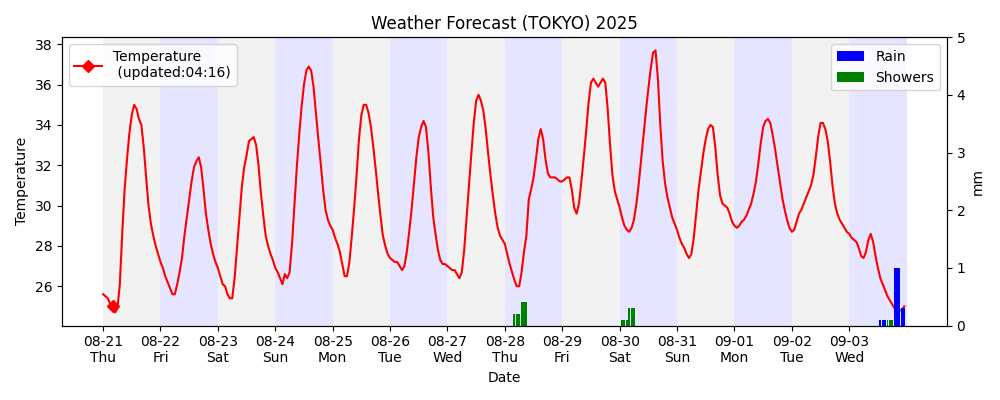 Weather Forecast (TOKYO) 2025
Temperature
(updated:04:16)
Rain
Showers
Temperature
38
36
34
32
30
28
26
5
4
3
2
1
0
mm
08-21 08-22 08-23 08-24 08-25 08-26 08-27 08-28 08-29 08-30 08-31 09-01 09-02 09-03
Thu Fri Sat Sun Mon Tue Wed Thu Fri Sat Sun Mon Tue Wed
Date